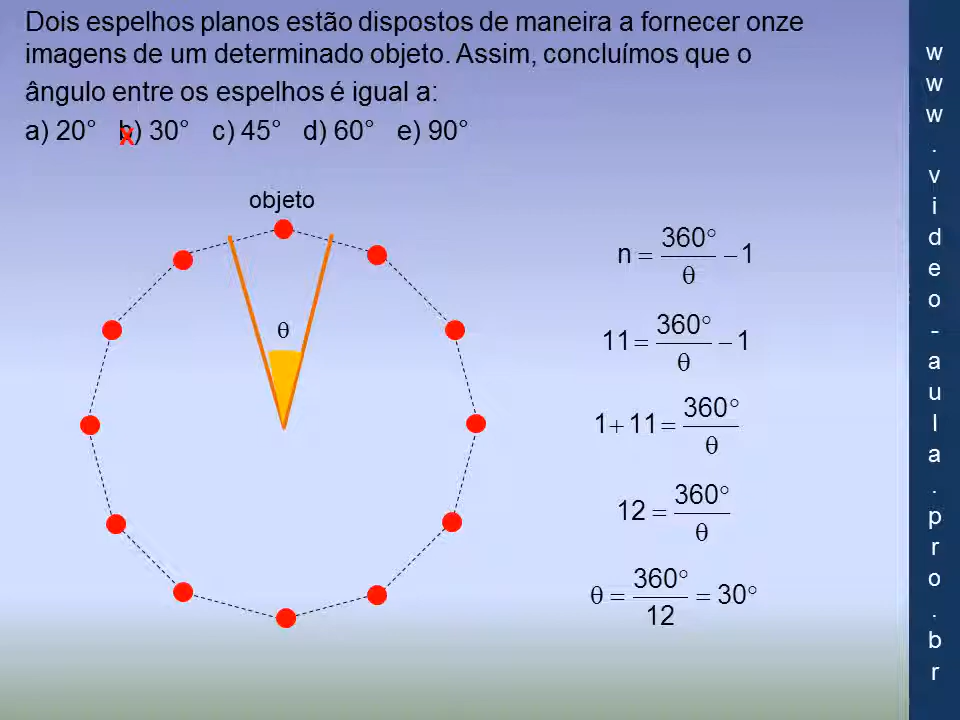 Dois espelhos planos estão dispostos de maneira a fornecer onze
imagens de um determinado objeto. Assim, concluímos que o
ângulo entre os espelhos é igual a:
a) 20° b) 30° c) 45° d) 60° e) 90°
x
objeto
θ
n = 360°/θ − 1
11 = 360°/θ − 1
1 + 11 = 360°/θ
12 = 360°/θ
θ = 360°/12 = 30°
www.video-aula.pro.br